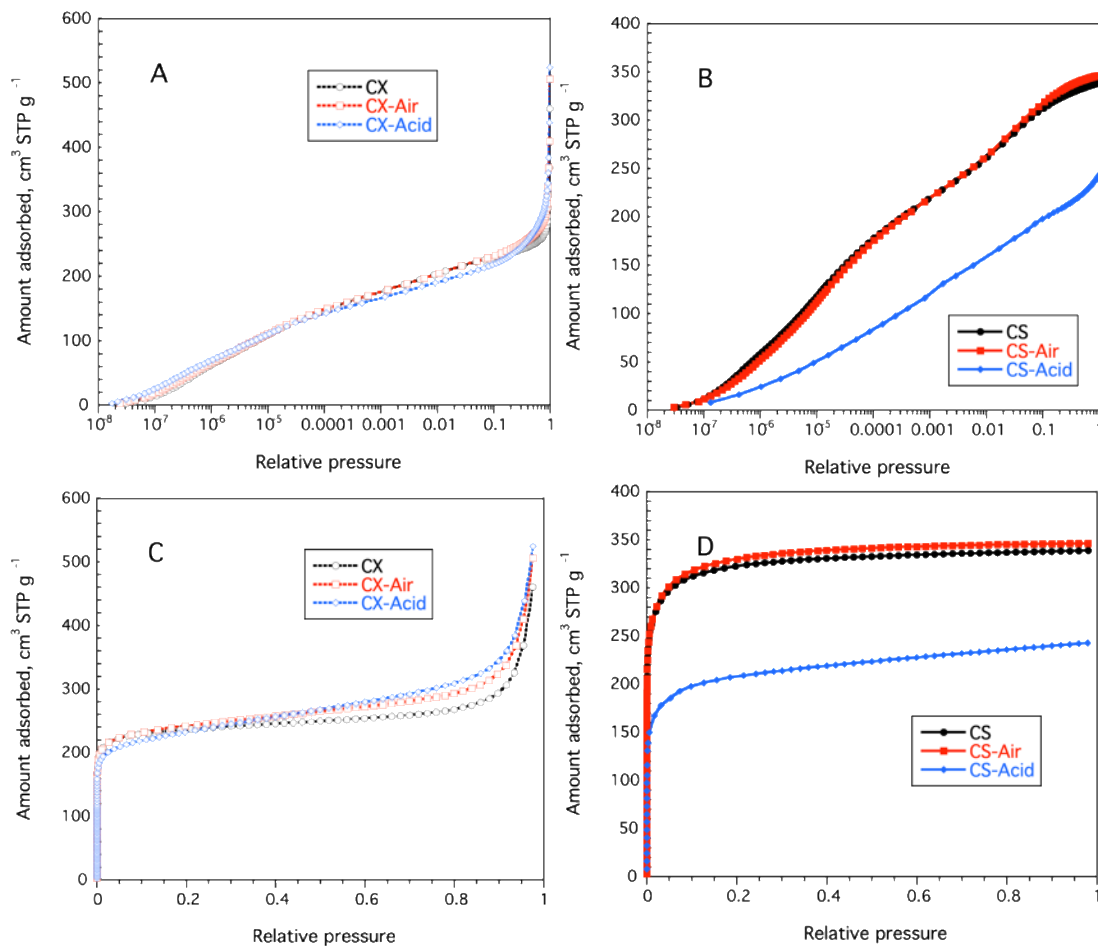 A
CX
CX-Air
CX-Acid
Amount adsorbed, cm³ STP g⁻¹
600
500
400
300
200
100
0
10⁻⁸ 10⁻⁷ 10⁻⁶ 10⁻⁵ 0.0001 0.001 0.01 0.1 1
Relative pressure
B
CS
CS-Air
CS-Acid
Amount adsorbed, cm³ STP g⁻¹
400
350
300
250
200
150
100
50
0
10⁻⁸ 10⁻⁷ 10⁻⁶ 10⁻⁵ 0.0001 0.001 0.01 0.1 1
Relative pressure
C
CX
CX-Air
CX-Acid
Amount adsorbed, cm³ STP g⁻¹
600
500
400
300
200
100
0
0 0.2 0.4 0.6 0.8 1
Relative pressure
D
CS
CS-Air
CS-Acid
Amount adsorbed, cm³ STP g⁻¹
400
350
300
250
200
150
100
50
0
0 0.2 0.4 0.6 0.8 1
Relative pressure